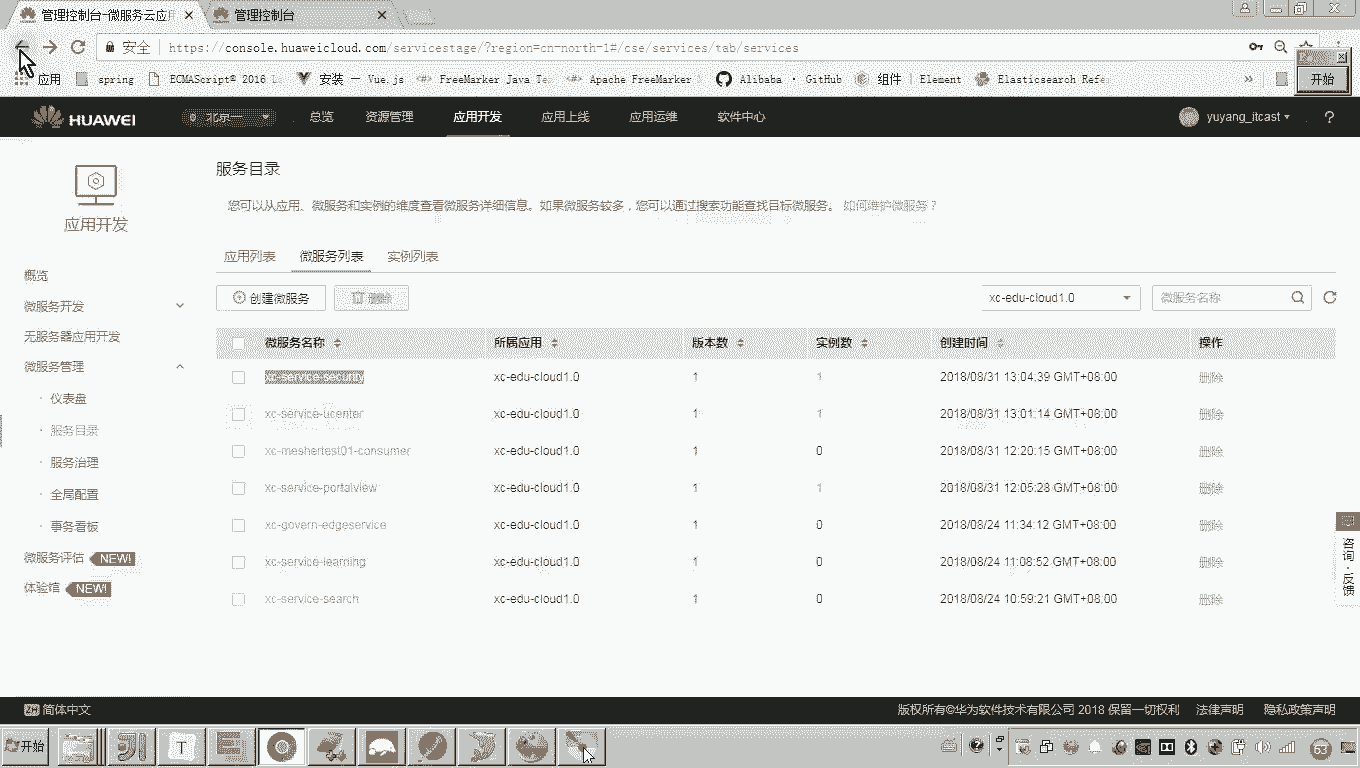 管理控制台-微服务云应用 管理控制台
安全 https://console.huaweicloud.com/servicestage/?region=cn-north-1#/cse/services/tab/services
应用 spring ECMAScript® 2016 La 安装 — Vue.js FreeMarker Java Te Apache FreeMarker Alibaba · GitHub 组件 | Element Elasticsearch Refe » 开始
HUAWEI 北京一 总览 资源管理 应用开发 应用上线 应用运维 软件中心 yuyang_itcast ?
应用开发
概览
微服务开发
无服务器应用开发
微服务管理
· 仪表盘
· 服务目录
· 服务治理
· 全局配置
· 事务看板
微服务评估 NEW!
体验馆 NEW!
服务目录
您可以从应用、微服务和实例的维度查看微服务详细信息。如果微服务较多，您可以通过搜索功能查找目标微服务。 如何维护微服务？
应用列表 微服务列表 实例列表
创建微服务 删除 xc-edu-cloud1.0 微服务名称
微服务名称 所属应用 版本数 实例数 创建时间 操作
xc-service-security xc-edu-cloud1.0 1 1 2018/08/31 13:04:39 GMT+08:00 删除
xc-service-ucenter xc-edu-cloud1.0 1 1 2018/08/31 13:01:14 GMT+08:00 删除
xc-meshertest01-consumer xc-edu-cloud1.0 1 0 2018/08/31 12:20:15 GMT+08:00 删除
xc-service-portalview xc-edu-cloud1.0 1 1 2018/08/31 12:05:28 GMT+08:00 删除
xc-govern-edgeservice xc-edu-cloud1.0 1 0 2018/08/24 11:34:12 GMT+08:00 删除
xc-service-learning xc-edu-cloud1.0 1 0 2018/08/24 11:08:52 GMT+08:00 删除
xc-service-search xc-edu-cloud1.0 1 0 2018/08/24 10:59:21 GMT+08:00 删除
咨询·反馈
ZH 简体中文 版权所有©华为软件技术有限公司 2018 保留一切权利 法律声明 隐私政策声明
开始 63